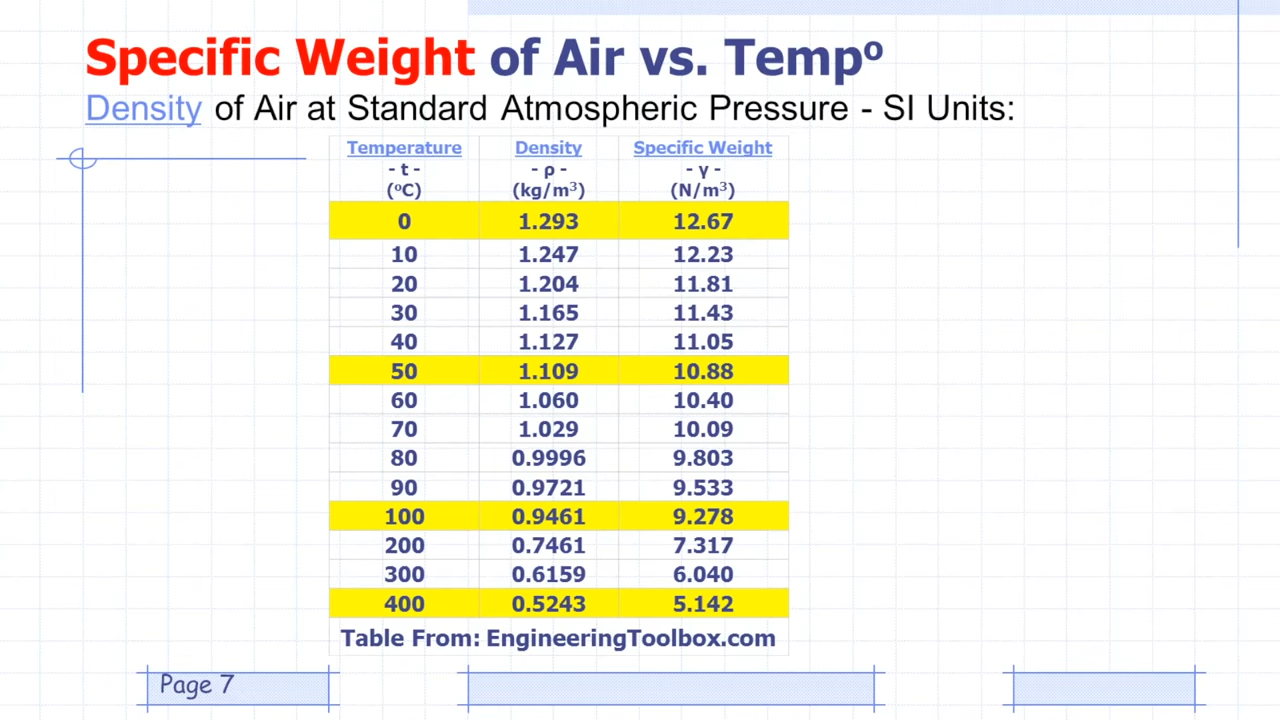 Specific Weight of Air vs. Tempº
Density of Air at Standard Atmospheric Pressure - SI Units:
Temperature Density Specific Weight
- t - - ρ - - γ -
(ºC) (kg/m³) (N/m³)
0 1.293 12.67
10 1.247 12.23
20 1.204 11.81
30 1.165 11.43
40 1.127 11.05
50 1.109 10.88
60 1.060 10.40
70 1.029 10.09
80 0.9996 9.803
90 0.9721 9.533
100 0.9461 9.278
200 0.7461 7.317
300 0.6159 6.040
400 0.5243 5.142
Table From: EngineeringToolbox.com
Page 7